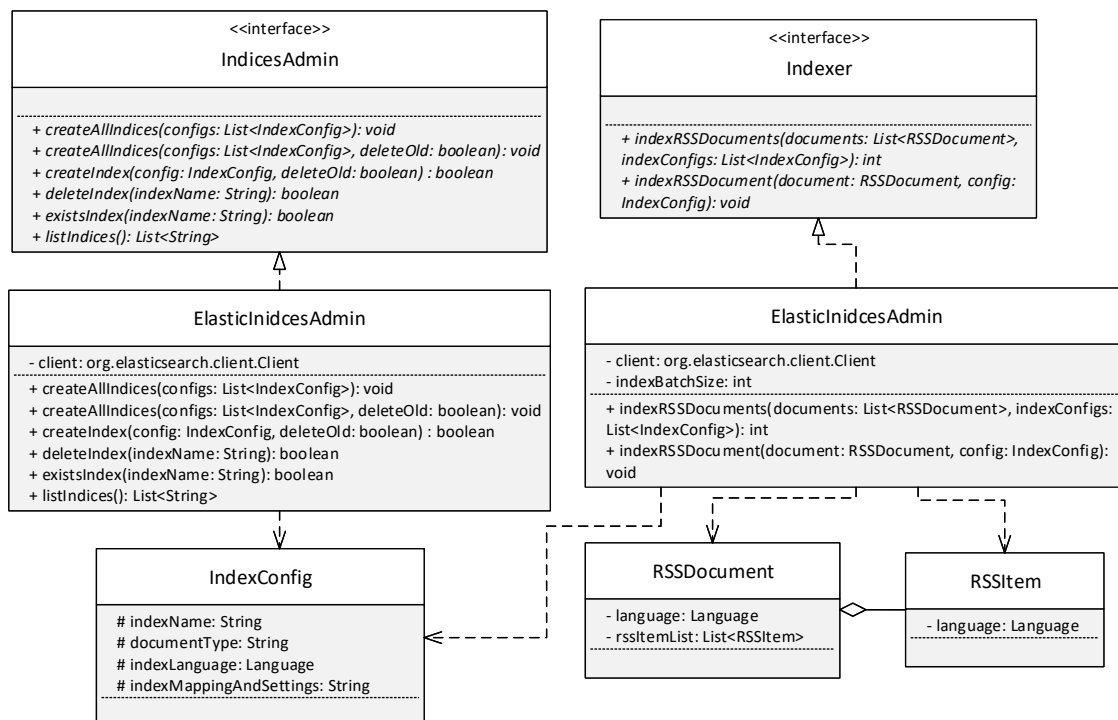 <<interface>>
IndicesAdmin
+ createAllIndices(configs: List<IndexConfig>): void
+ createAllIndices(configs: List<IndexConfig>, deleteOld: boolean): void
+ createIndex(config: IndexConfig, deleteOld: boolean) : boolean
+ deleteIndex(indexName: String): boolean
+ existsIndex(indexName: String): boolean
+ listIndices(): List<String>
<<interface>>
Indexer
+ indexRSSDocuments(documents: List<RSSDocument>,
indexConfigs: List<IndexConfig>): int
+ indexRSSDocument(document: RSSDocument, config:
IndexConfig): void
ElasticInidcesAdmin
- client: org.elasticsearch.client.Client
+ createAllIndices(configs: List<IndexConfig>): void
+ createAllIndices(configs: List<IndexConfig>, deleteOld: boolean): void
+ createIndex(config: IndexConfig, deleteOld: boolean) : boolean
+ deleteIndex(indexName: String): boolean
+ existsIndex(indexName: String): boolean
+ listIndices(): List<String>
ElasticInidcesAdmin
- client: org.elasticsearch.client.Client
- indexBatchSize: int
+ indexRSSDocuments(documents: List<RSSDocument>, indexConfigs:
List<IndexConfig>): int
+ indexRSSDocument(document: RSSDocument, config: IndexConfig):
void
IndexConfig
# indexName: String
# documentType: String
# indexLanguage: Language
# indexMappingAndSettings: String
RSSDocument
- language: Language
- rssItemList: List<RSSItem>
RSSItem
- language: Language